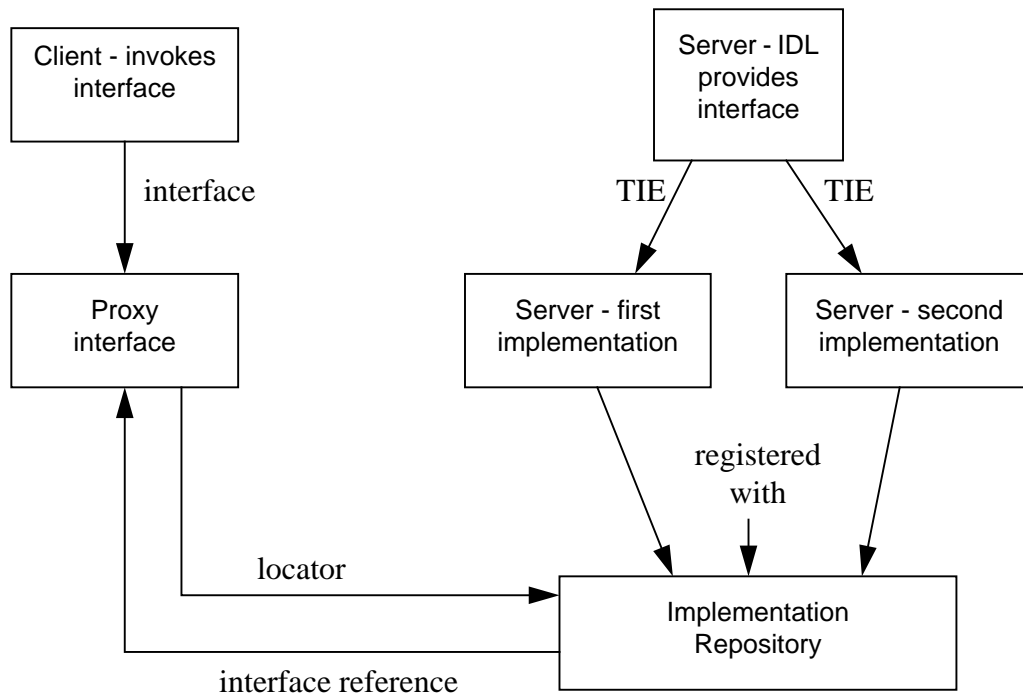 Client - invokes
interface
Server - IDL
provides
interface
interface
TIE
TIE
Proxy
interface
Server - first
implementation
Server - second
implementation
registered
with
locator
Implementation
Repository
interface reference